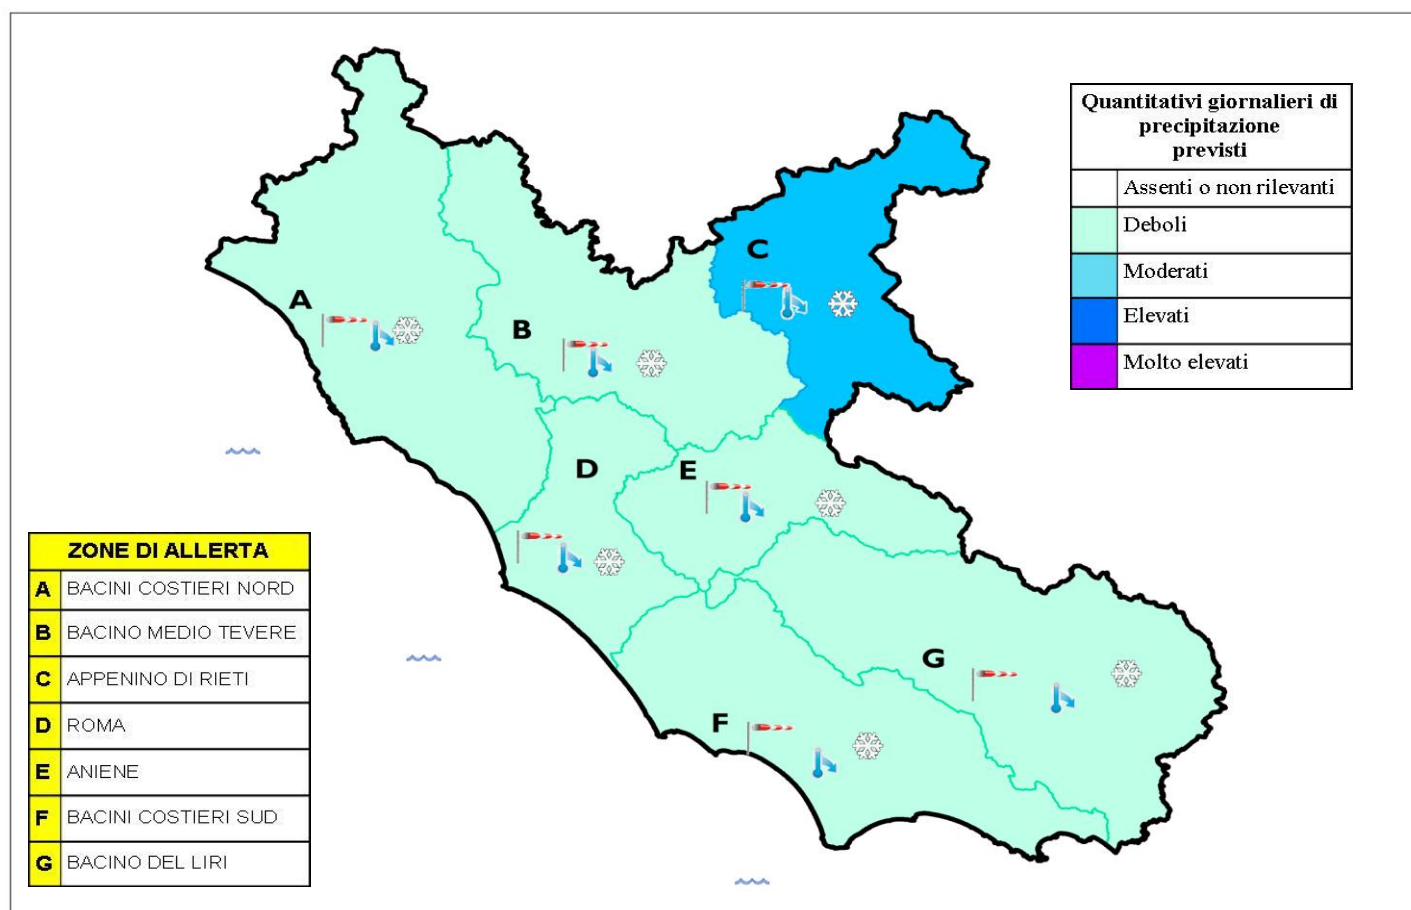 Quantitativi giornalieri di
precipitazione
previsti
Assenti o non rilevanti
Deboli
Moderati
Elevati
Molto elevati
C
A
B
D
E
G
F
ZONE DI ALLERTA
A BACINI COSTIERI NORD
B BACINO MEDIO TEVERE
C APPENINO DI RIETI
D ROMA
E ANIENE
F BACINI COSTIERI SUD
G BACINO DEL LIRI